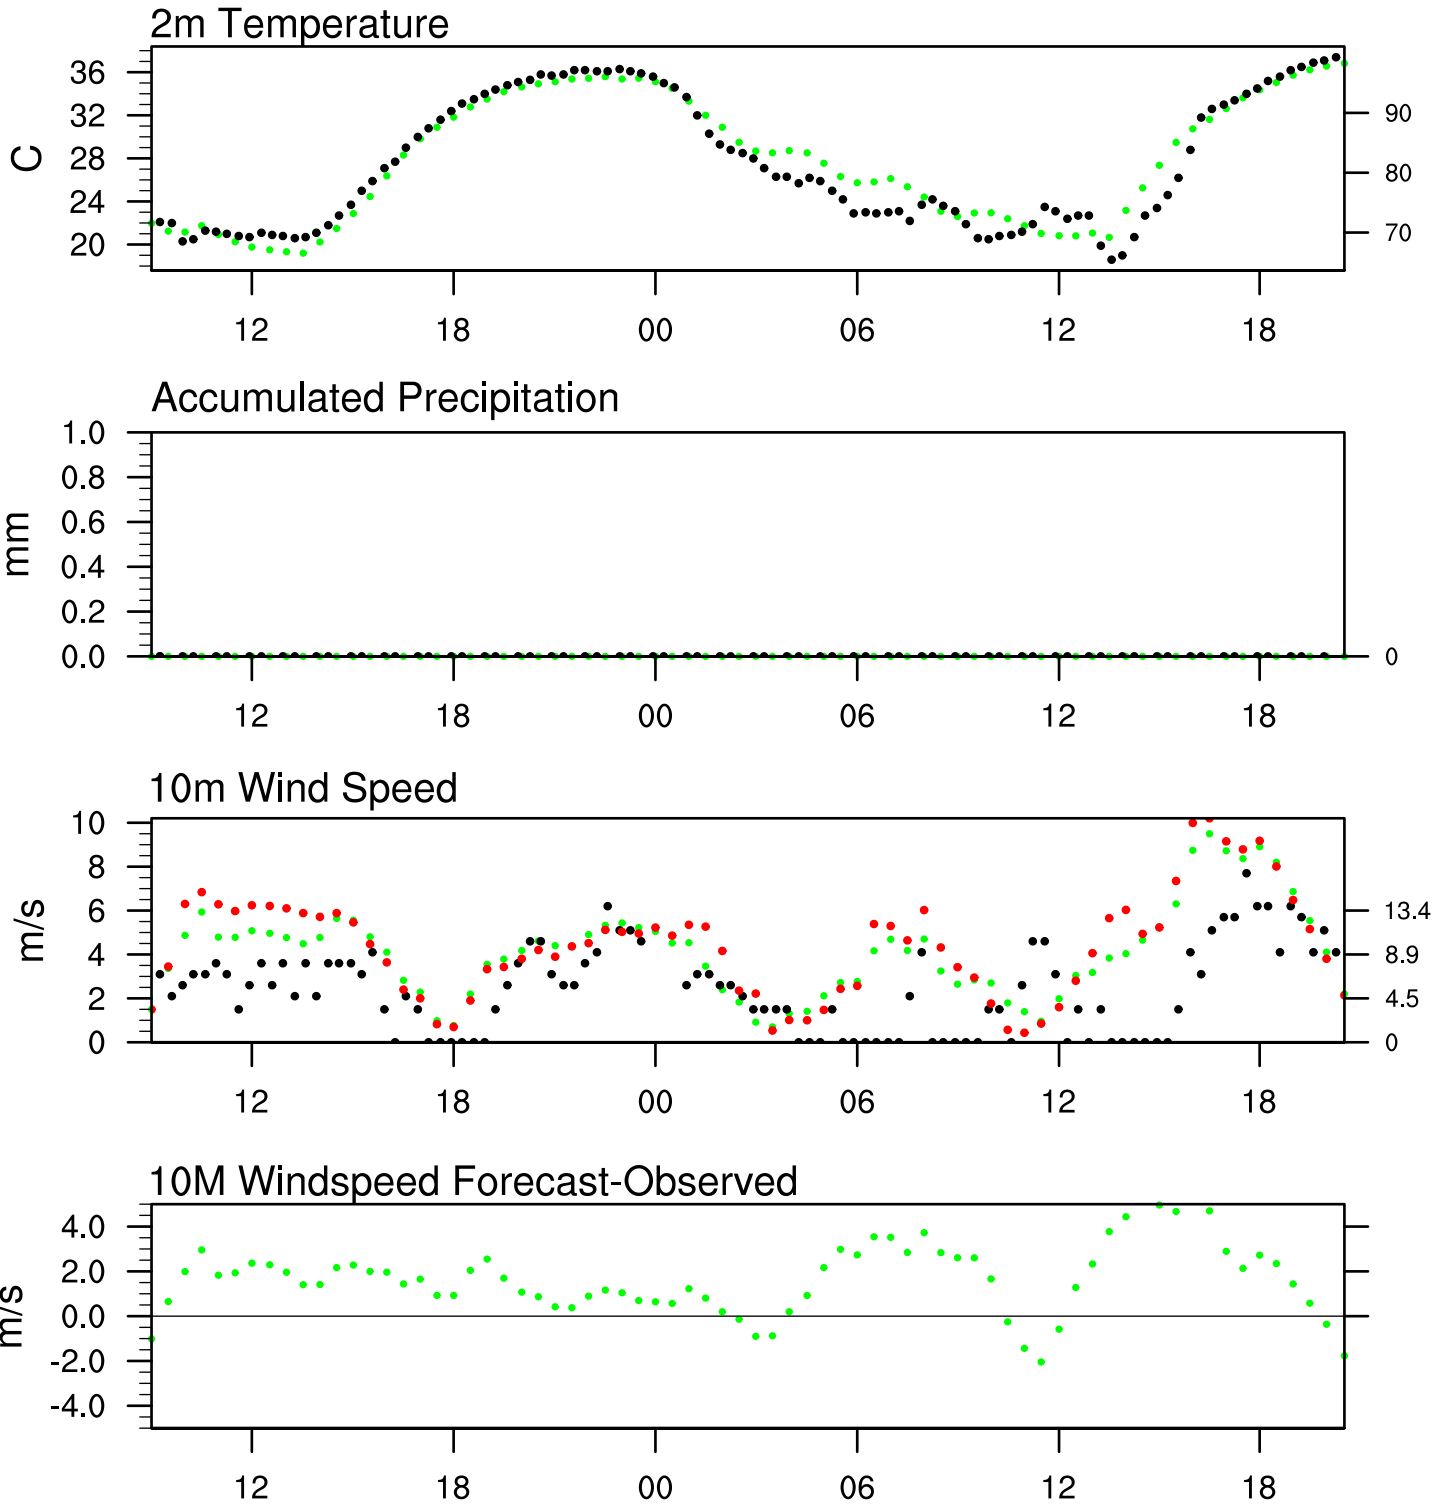 2m Temperature
36
32
28
24
20
C
90
80
70
12 18 00 06 12 18
Accumulated Precipitation
1.0
0.8
0.6
0.4
0.2
0.0
mm
0
12 18 00 06 12 18
10m Wind Speed
10
8
6
4
2
0
m/s
13.4
8.9
4.5
0
12 18 00 06 12 18
10M Windspeed Forecast-Observed
4.0
2.0
0.0
-2.0
-4.0
m/s
12 18 00 06 12 18